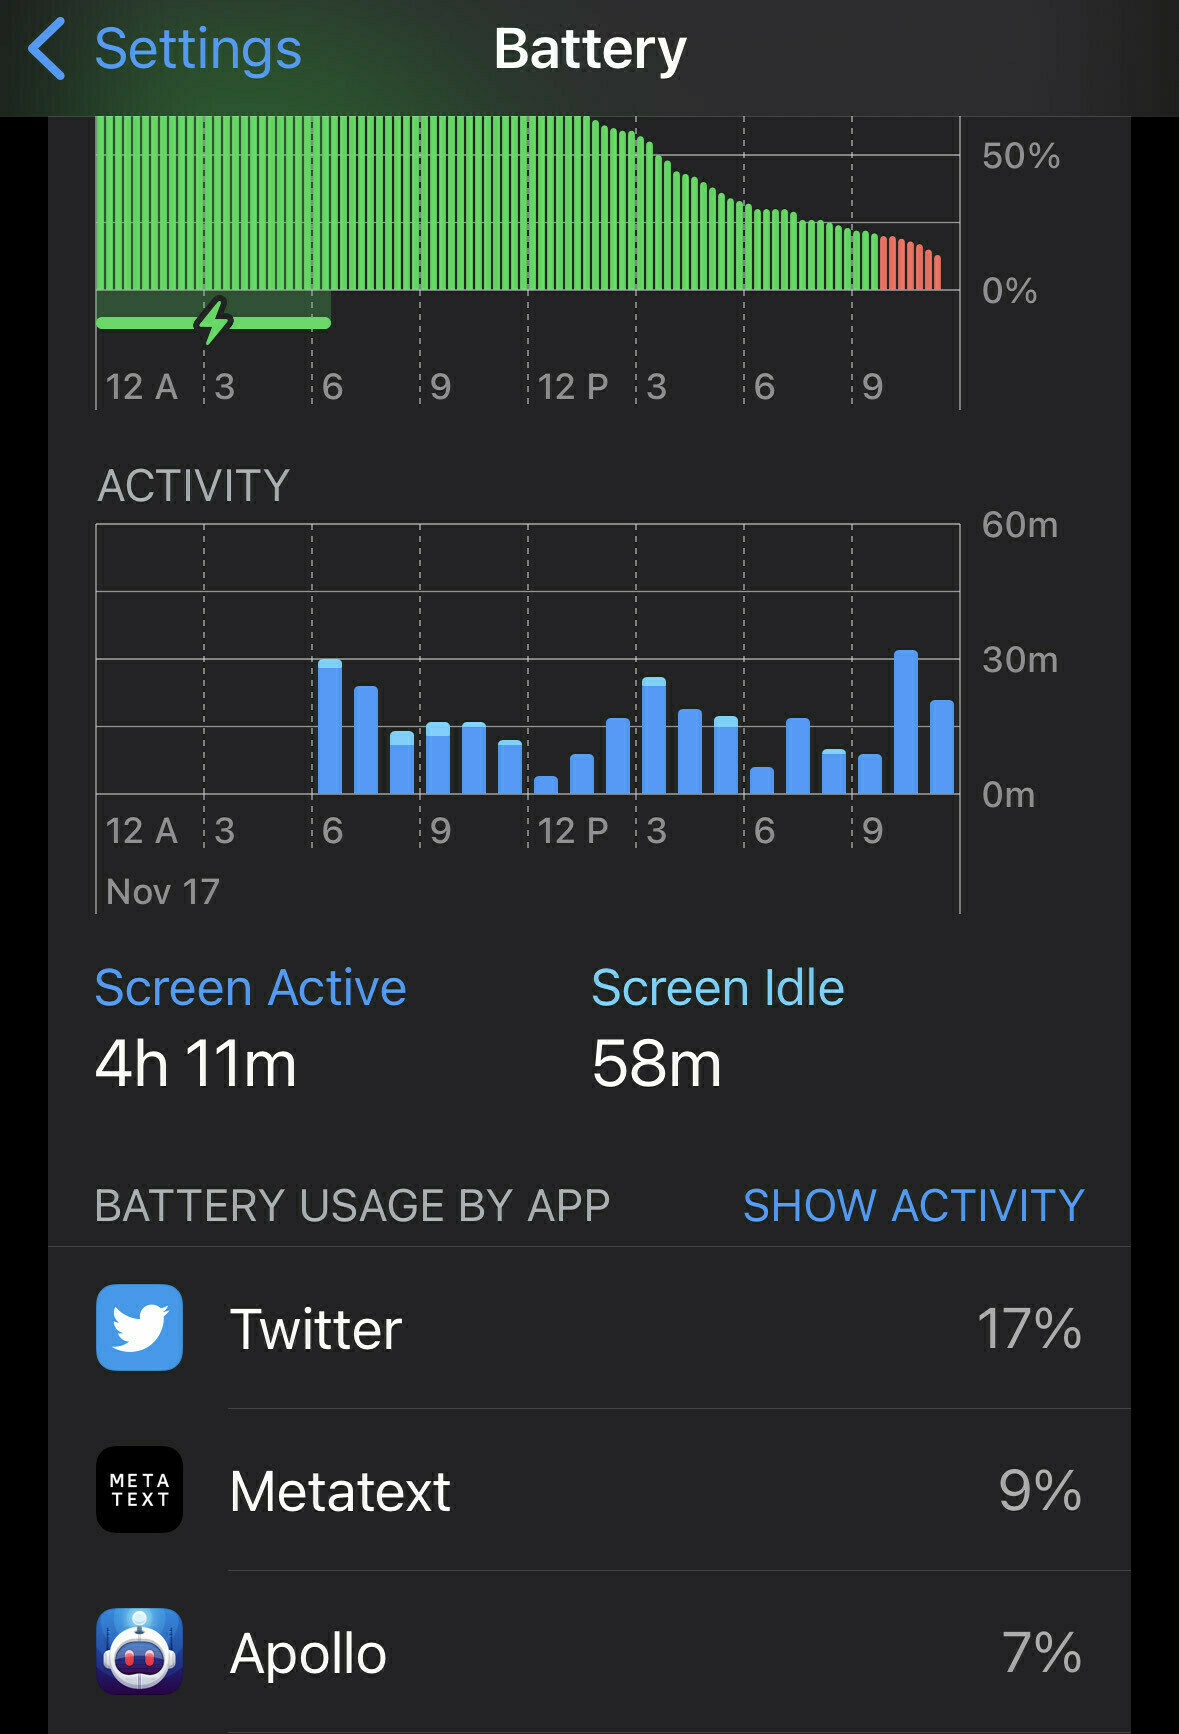 Settings
Battery
50%
0%
12 A 3 6 9 12 P 3 6 9
ACTIVITY
60m
30m
0m
12 A 3 6 9 12 P 3 6 9
Nov 17
Screen Active
Screen Idle
4h 11m
58m
BATTERY USAGE BY APP
SHOW ACTIVITY
Twitter
17%
META
TEXT
Metatext
9%
Apollo
7%